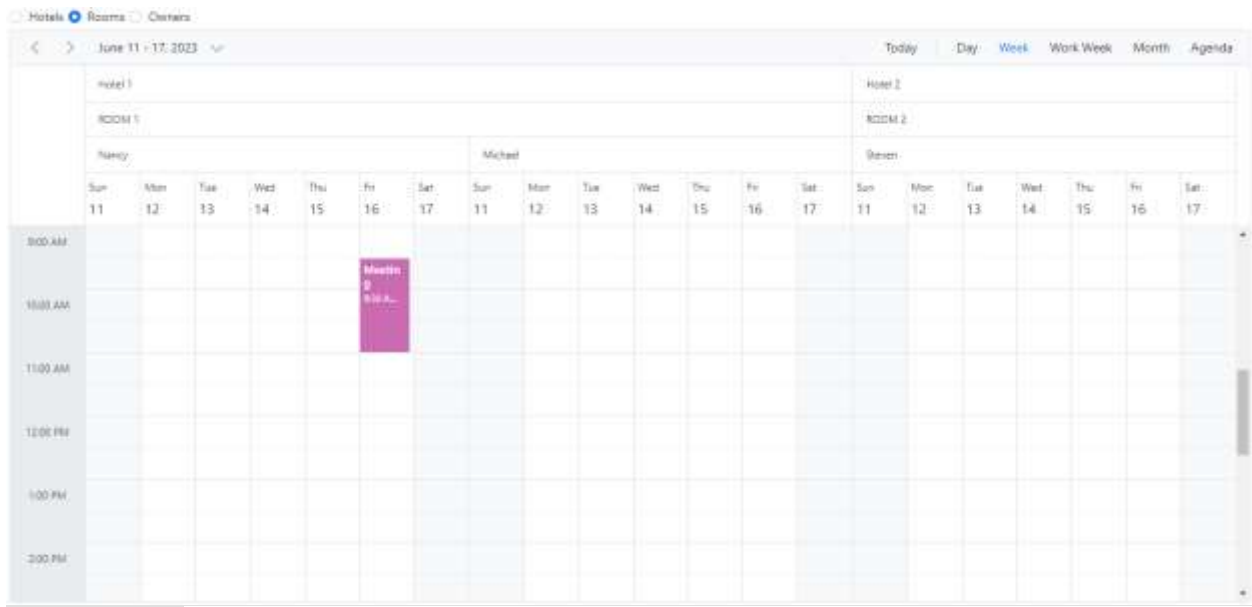 Hotels Rooms Owners
June 11 - 17, 2023 Today Day Week Work Week Month Agenda
Hotel 1 Hotel 2
ROOM 1 ROOM 2
Nancy Michael Steven
Sun Mon Tue Wed Thu Fri Sat Sun Mon Tue Wed Thu Fri Sat Sun Mon Tue Wed Thu Fri Sat
11 12 13 14 15 16 17 11 12 13 14 15 16 17 11 12 13 14 15 16 17
9:00 AM
Meetin
g
9:30 A...
10:00 AM
11:00 AM
12:00 PM
1:00 PM
2:00 PM